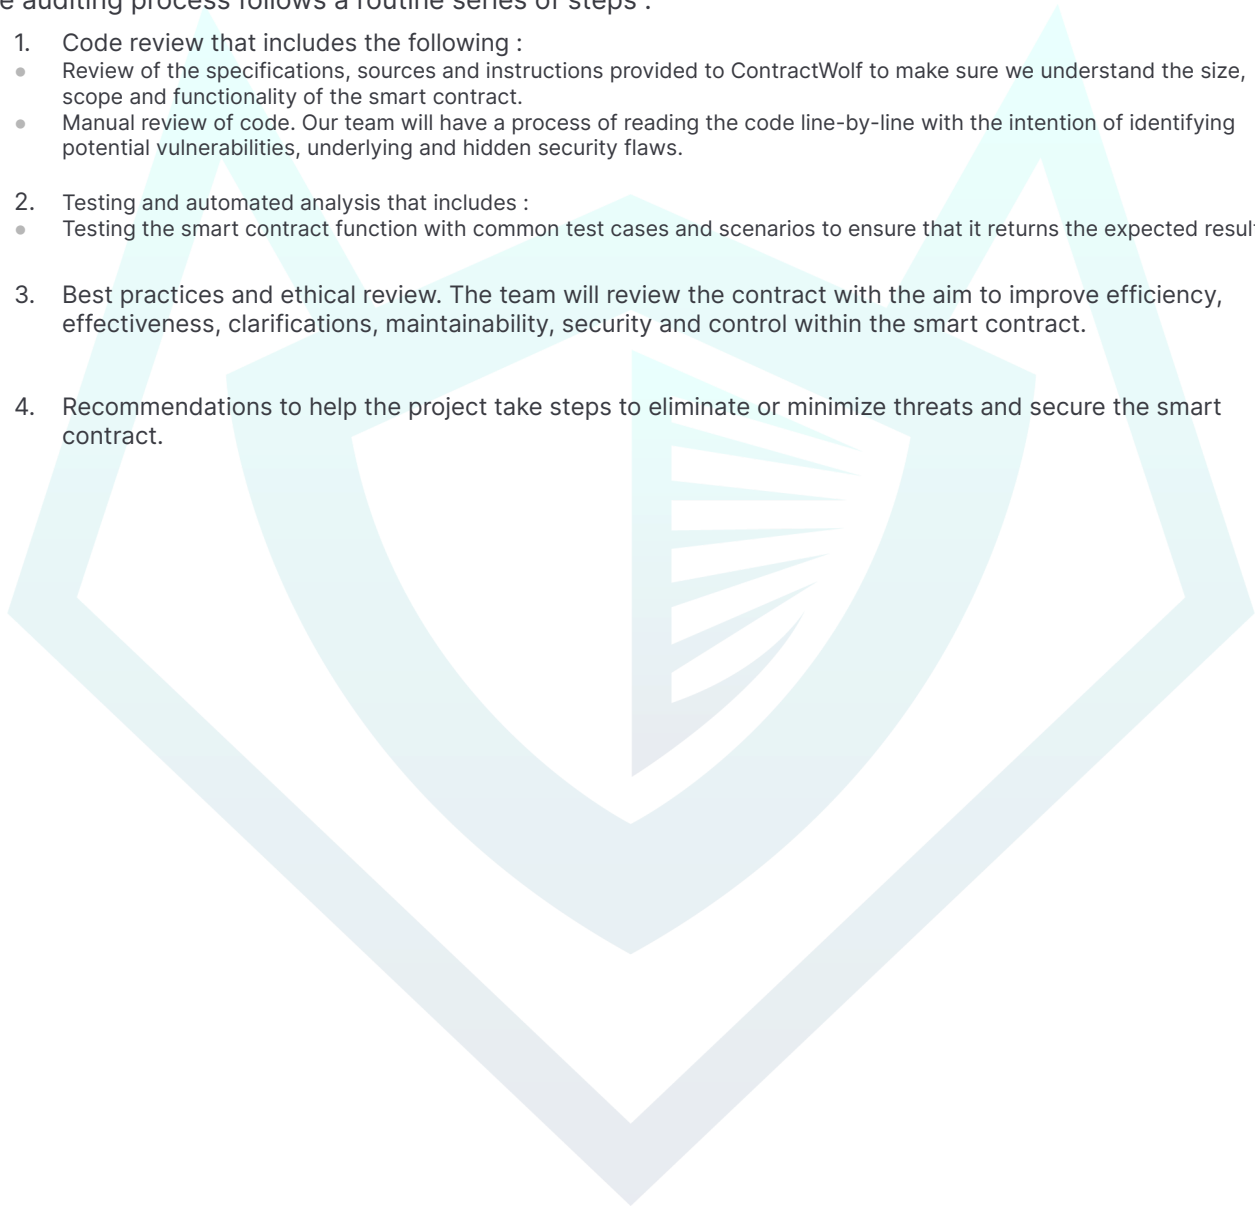 e auditing process follows a routine series of steps :
1. Code review that includes the following :
• Review of the specifications, sources and instructions provided to ContractWolf to make sure we understand the size,
scope and functionality of the smart contract.
• Manual review of code. Our team will have a process of reading the code line-by-line with the intention of identifying
potential vulnerabilities, underlying and hidden security flaws.
2. Testing and automated analysis that includes :
• Testing the smart contract function with common test cases and scenarios to ensure that it returns the expected resul
3. Best practices and ethical review. The team will review the contract with the aim to improve efficiency,
effectiveness, clarifications, maintainability, security and control within the smart contract.
4. Recommendations to help the project take steps to eliminate or minimize threats and secure the smart
contract.